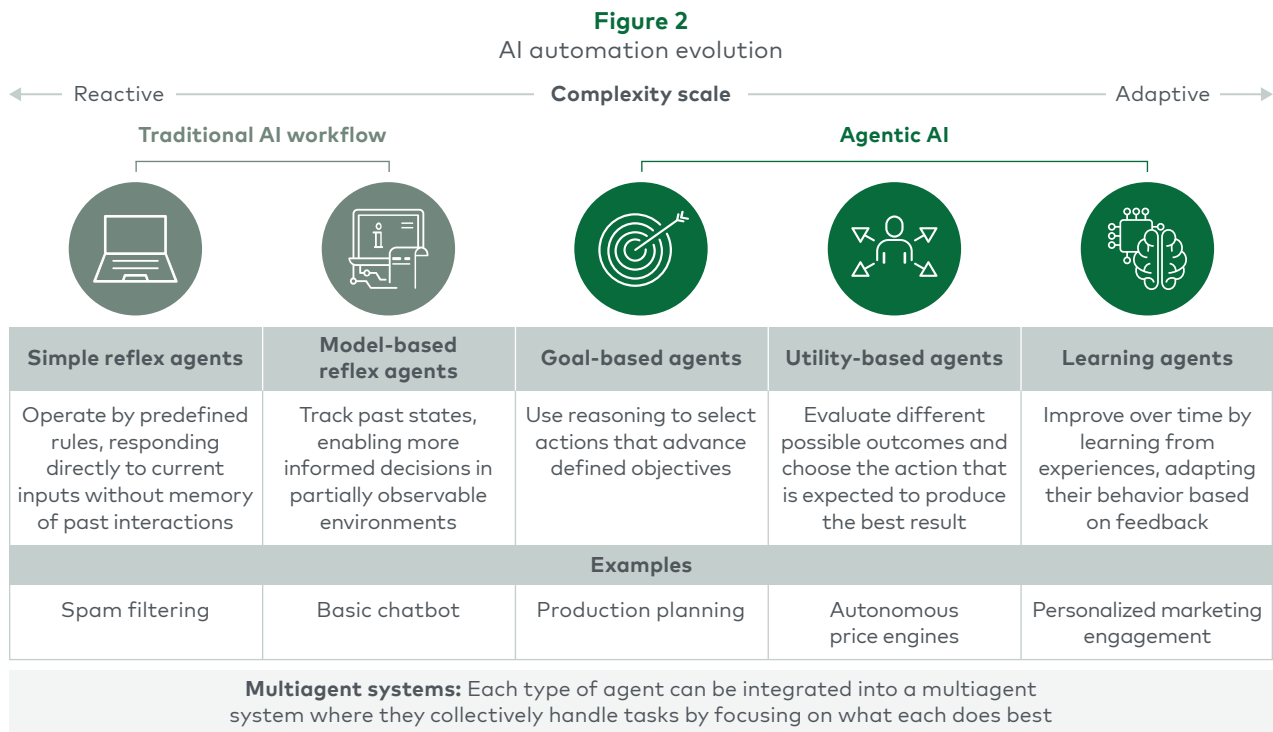 Figure 2
AI automation evolution
Reactive
Complexity scale
Adaptive
Traditional AI workflow
Agentic AI
i
Simple reflex agents
Model-based
reflex agents
Goal-based agents
Utility-based agents
Learning agents
Operate by predefined
rules, responding
directly to current
inputs without memory
of past interactions
Track past states,
enabling more
informed decisions in
partially observable
environments
Use reasoning to select
actions that advance
defined objectives
Evaluate different
possible outcomes and
choose the action that
is expected to produce
the best result
Improve over time by
learning from
experiences, adapting
their behavior based
on feedback
Examples
Spam filtering
Basic chatbot
Production planning
Autonomous
price engines
Personalized marketing
engagement
Multiagent systems: Each type of agent can be integrated into a multiagent
system where they collectively handle tasks by focusing on what each does best